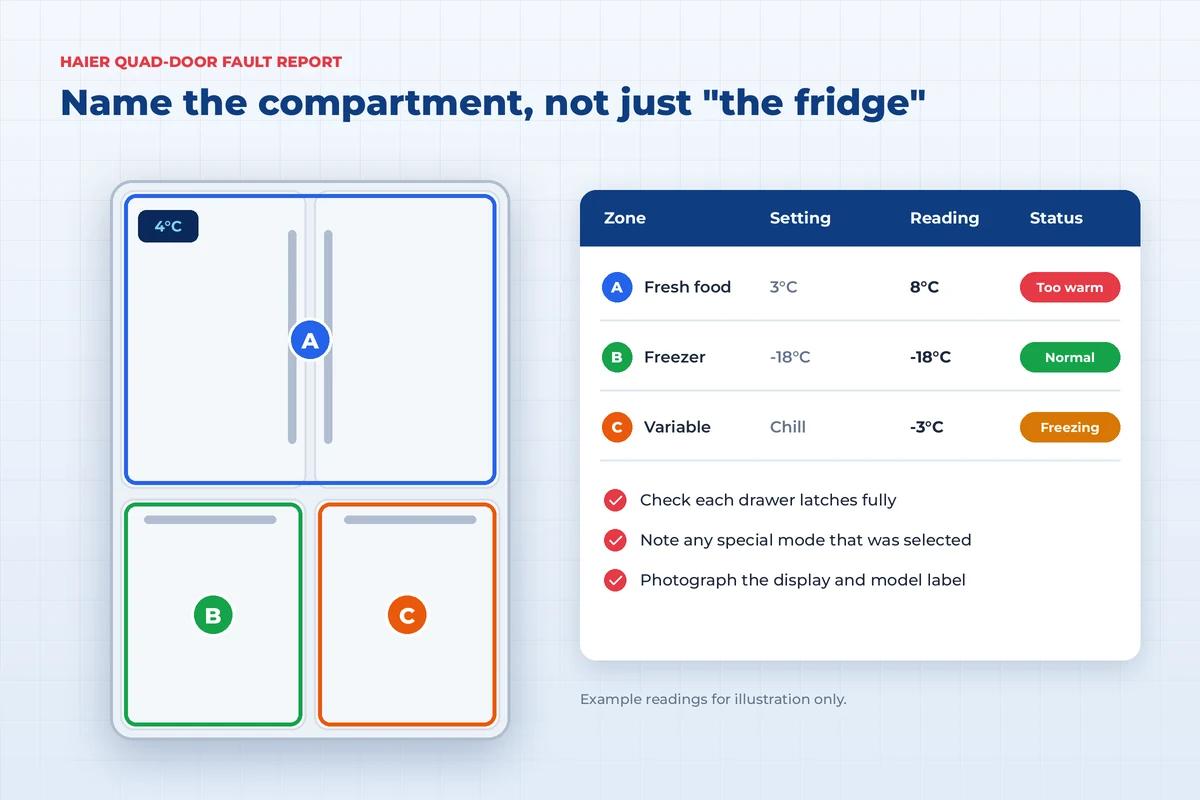 HAIER QUAD-DOOR FAULT REPORT
Name the compartment, not just "the fridge"
4°C
A
B
C
Zone Setting Reading Status
A Fresh food 3°C 8°C Too warm
B Freezer -18°C -18°C Normal
C Variable Chill -3°C Freezing
Check each drawer latches fully
Note any special mode that was selected
Photograph the display and model label
Example readings for illustration only.